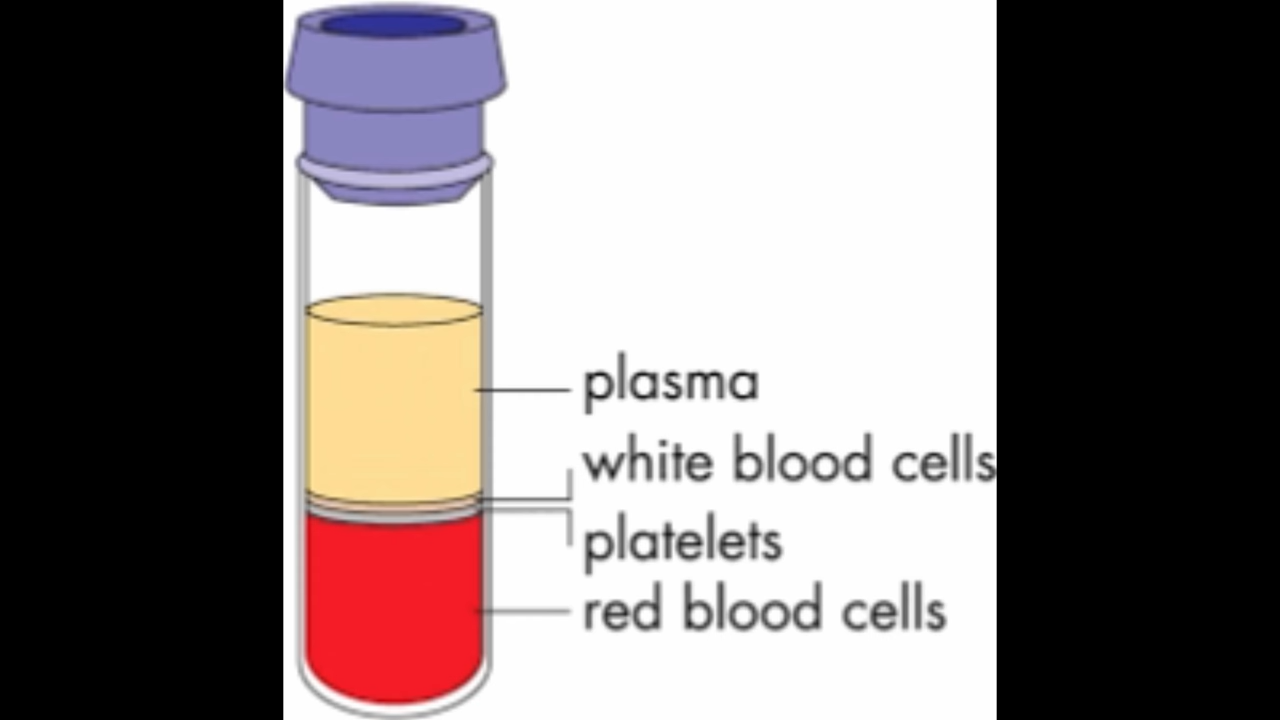 plasma
white blood cells
platelets
red blood cells